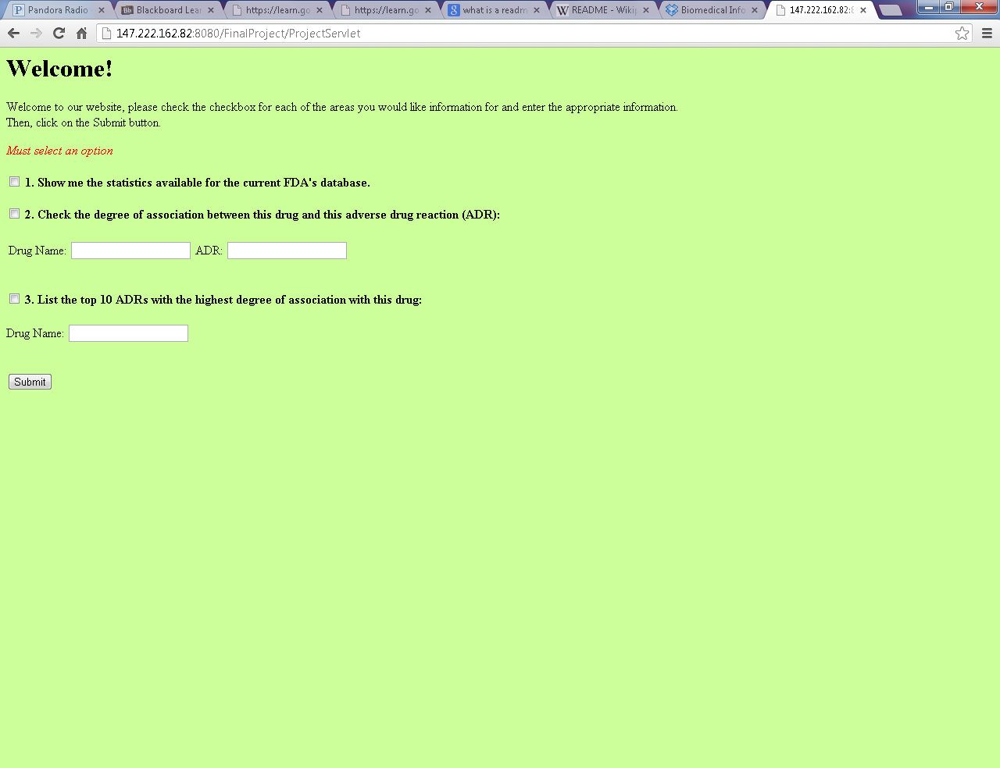 Pandora Radio
Blackboard Lear
https://learn.go
https://learn.go
what is a readm
README - Wikip
Biomedical Info
147.222.162.82:8
147.222.162.82:8080/FinalProject/ProjectServlet
Welcome!
Welcome to our website, please check the checkbox for each of the areas you would like information for and enter the appropriate information.
Then, click on the Submit button.
Must select an option
1. Show me the statistics available for the current FDA's database.
2. Check the degree of association between this drug and this adverse drug reaction (ADR):
Drug Name: ADR:
3. List the top 10 ADRs with the highest degree of association with this drug:
Drug Name:
Submit